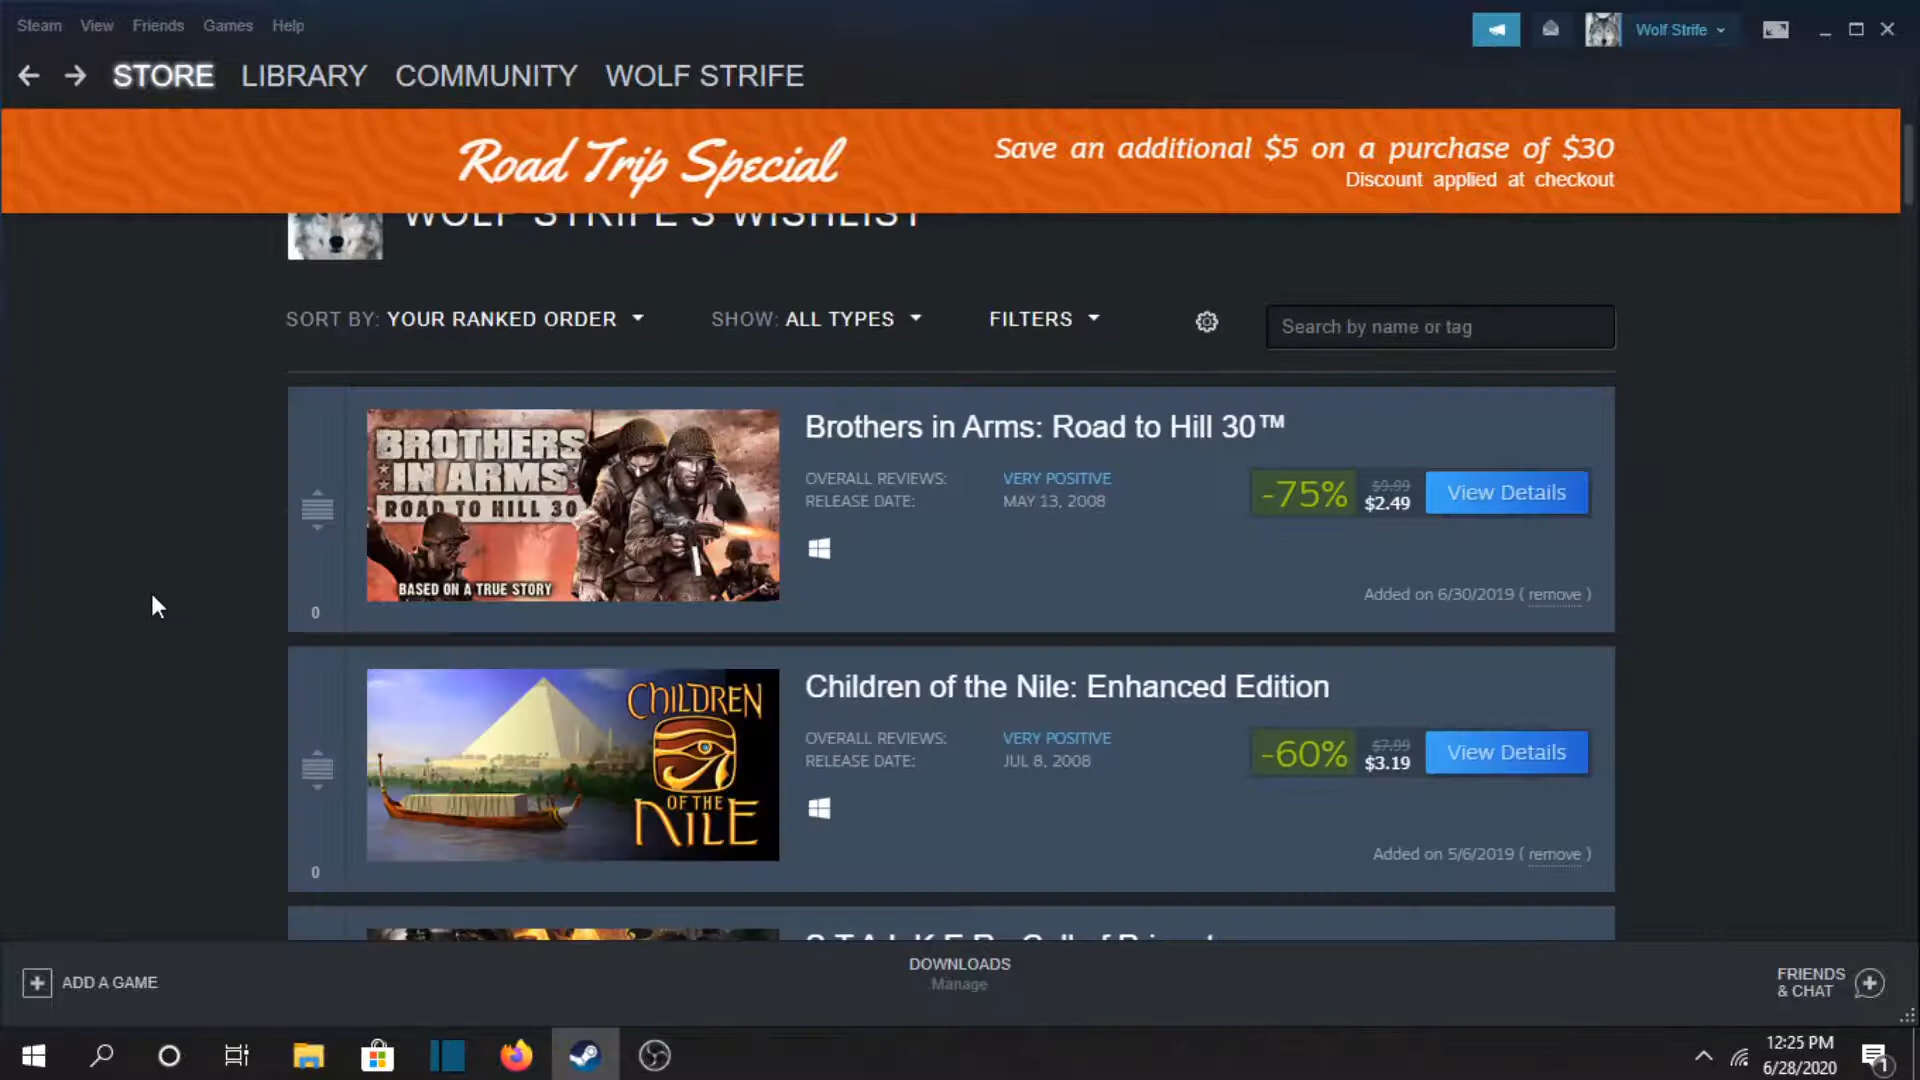 Steam View Friends Games Help
Wolf Strife
STORE LIBRARY COMMUNITY WOLF STRIFE
Road Trip Special
Save an additional $5 on a purchase of $30
Discount applied at checkout
WOLF STRIFE'S WISHLIST
SORT BY: YOUR RANKED ORDER SHOW: ALL TYPES FILTERS Search by name or tag
BROTHERS
IN ARMS
ROAD TO HILL 30
BASED ON A TRUE STORY
0
Brothers in Arms: Road to Hill 30™
OVERALL REVIEWS: VERY POSITIVE
RELEASE DATE: MAY 13, 2008
-75% $9.99 $2.49 View Details
Added on 6/30/2019 ( remove )
CHILDREN
OF THE
NILE
0
Children of the Nile: Enhanced Edition
OVERALL REVIEWS: VERY POSITIVE
RELEASE DATE: JUL 8, 2008
-60% $7.99 $3.19 View Details
Added on 5/6/2019 ( remove )
ADD A GAME
DOWNLOADS
Manage
FRIENDS
& CHAT
12:25 PM
6/28/2020
1